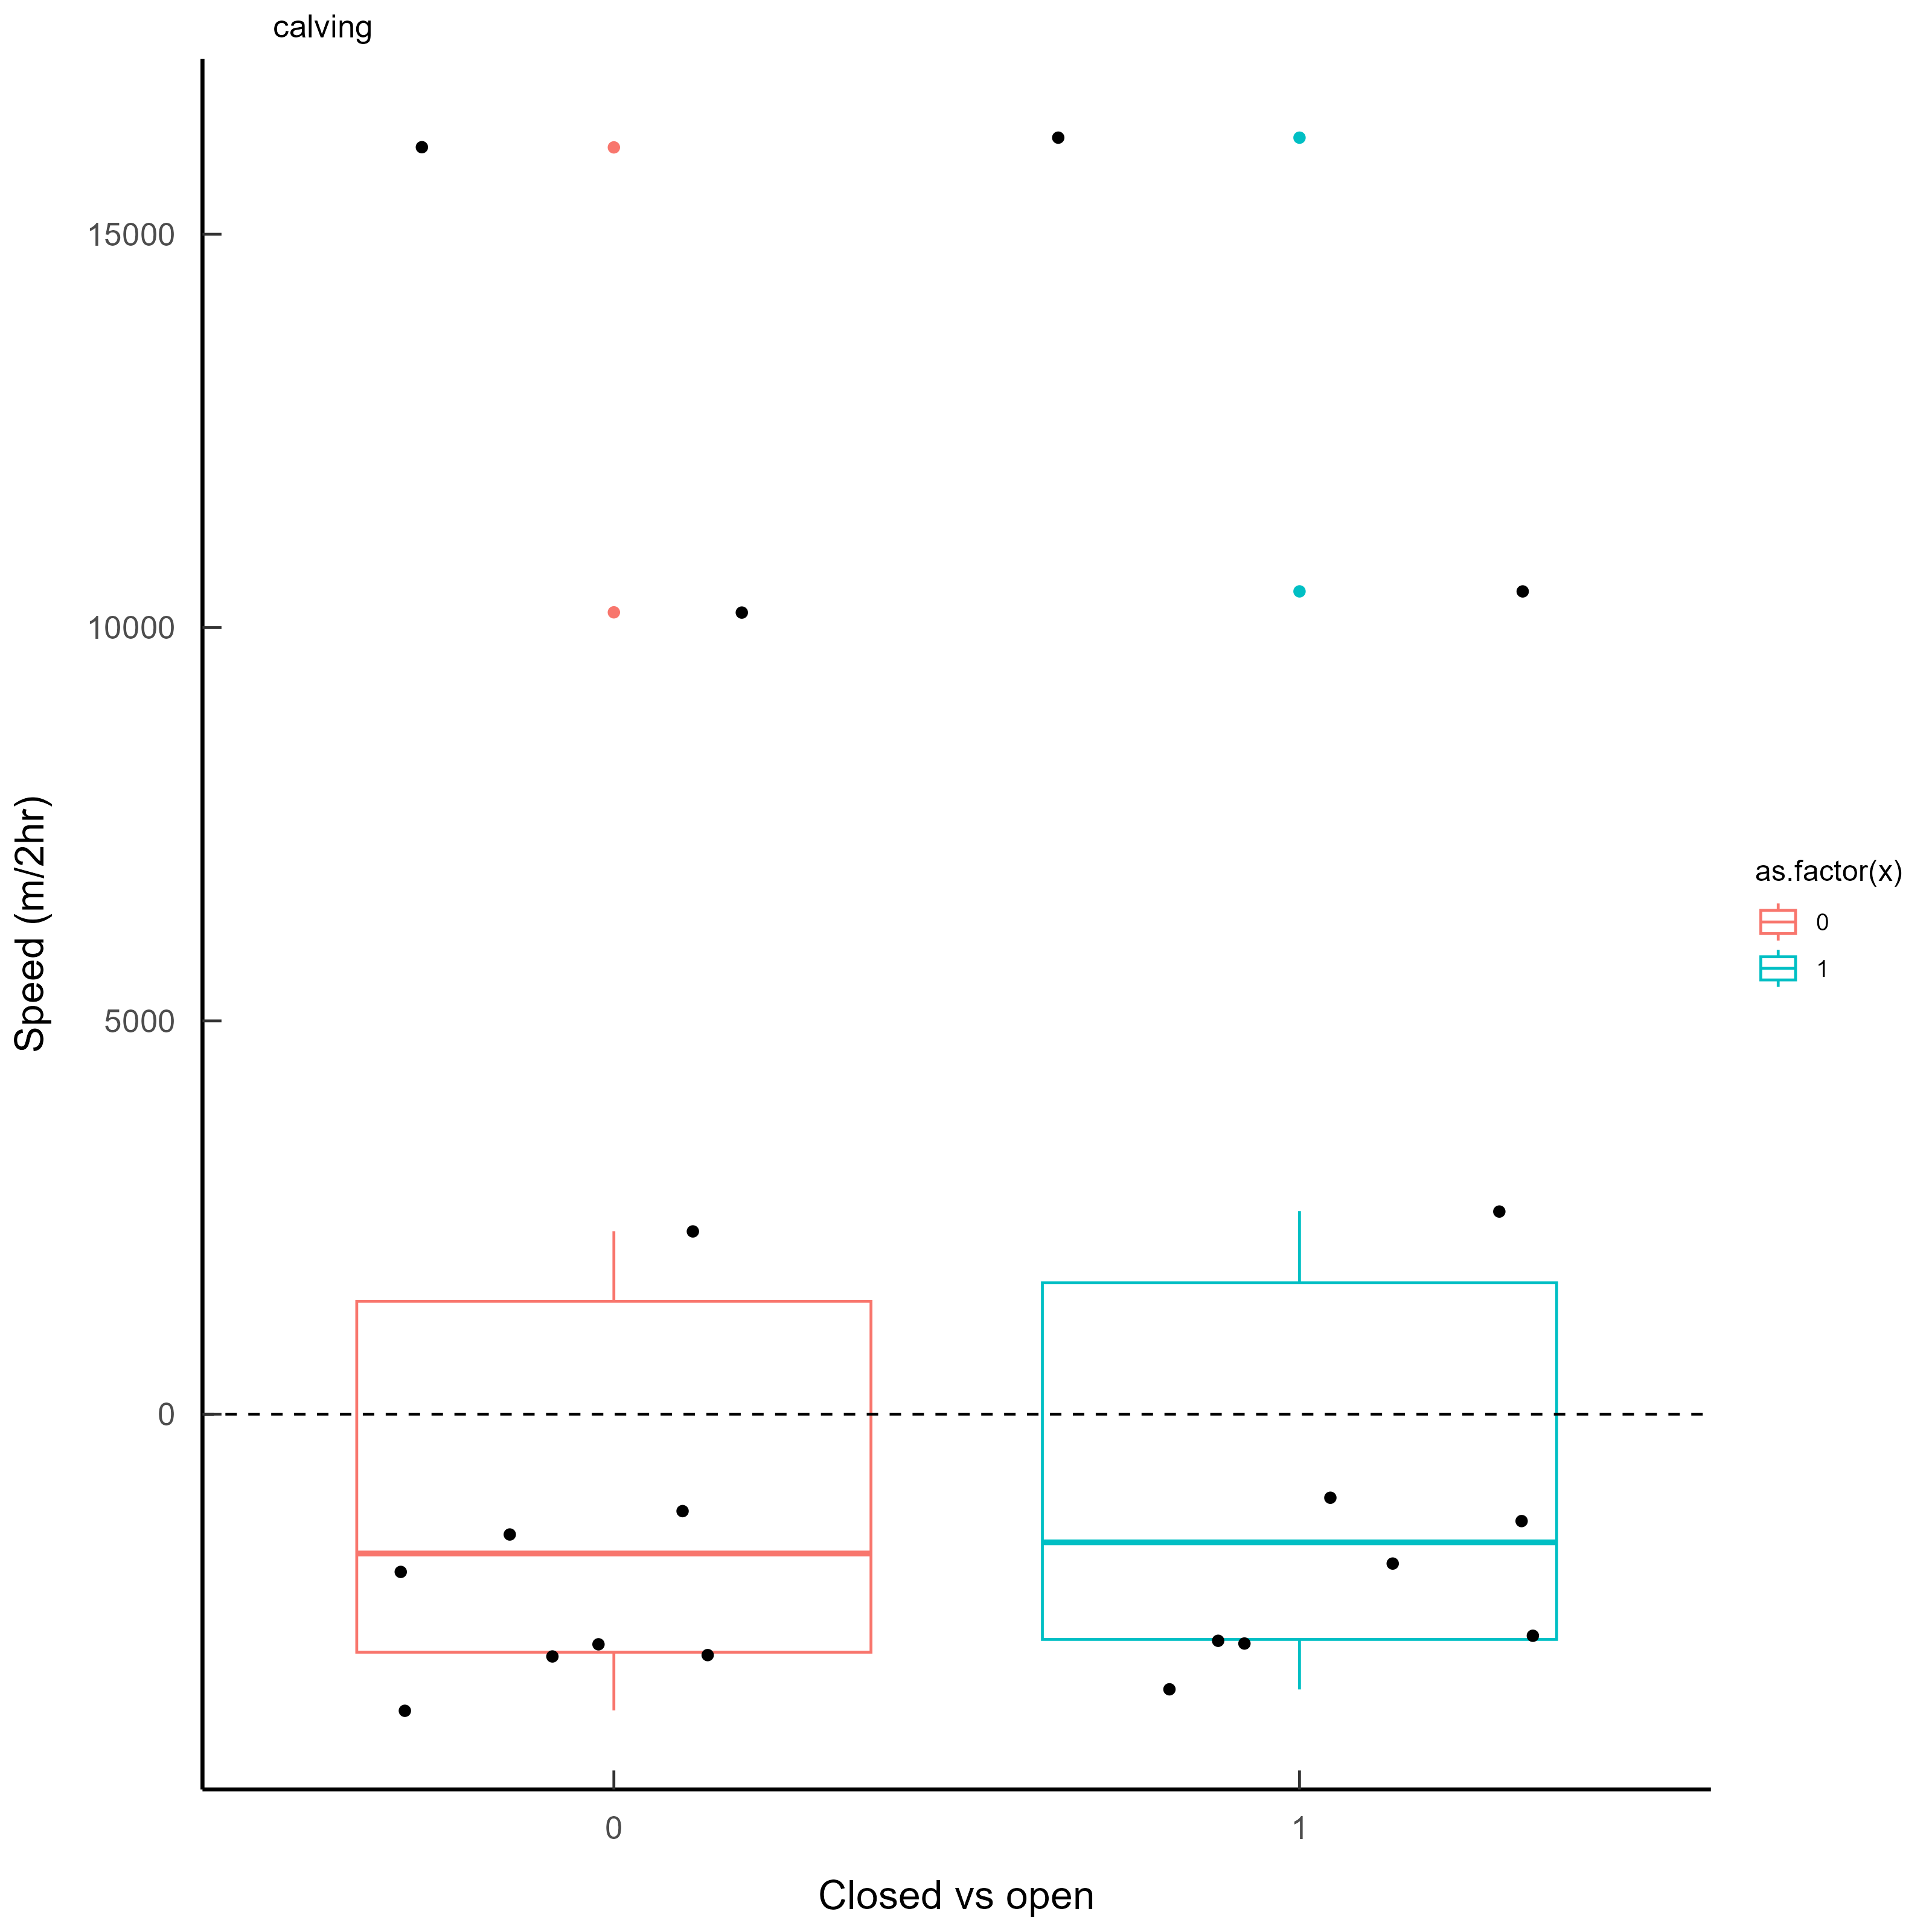 calving
Speed (m/2hr)
15000
10000
5000
0
0
1
Closed vs open
as.factor(x)
0
1